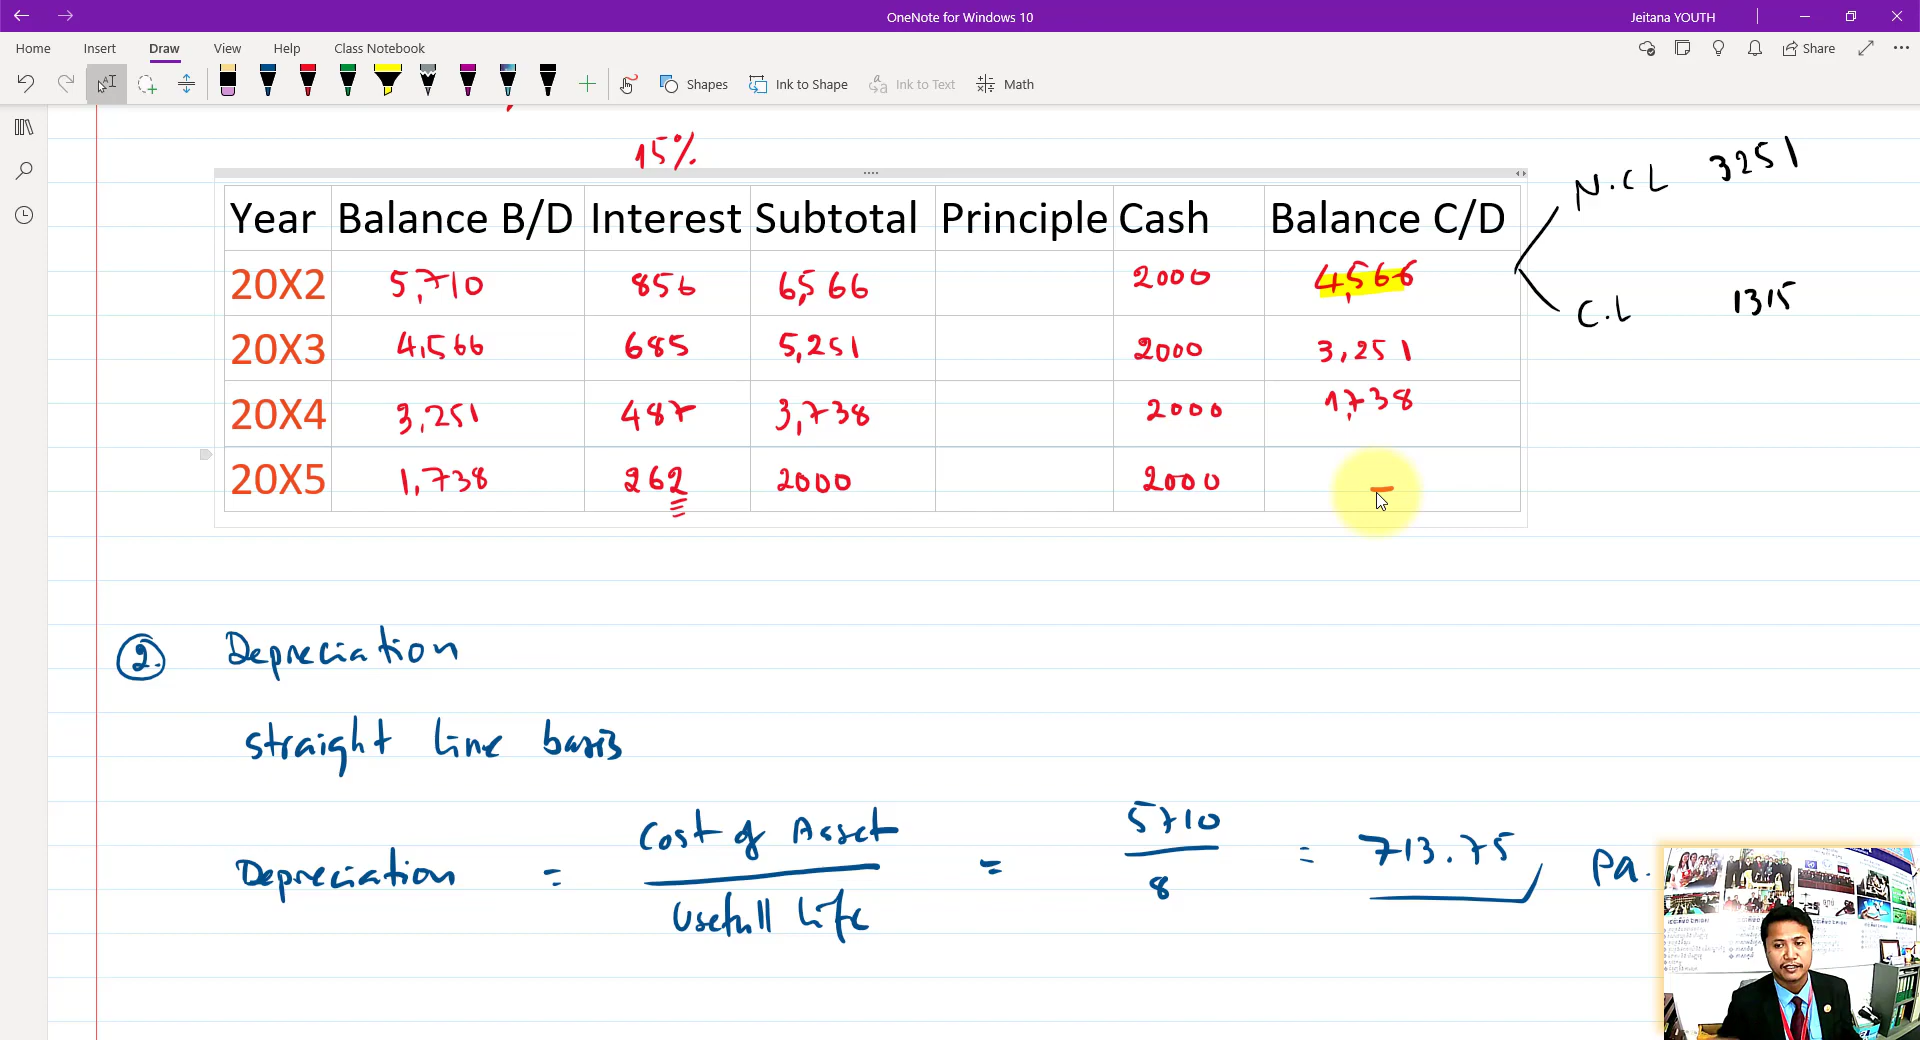 OneNote for Windows 10
Jeitana YOUTH
Home Insert Draw View Help Class Notebook
Share
Shapes Ink to Shape Ink to Text Math
15%
N.CL 3251
Year Balance B/D Interest Subtotal Principle Cash Balance C/D
20X2 5,710 856 6,566 2000 4,566
C.L 1315
20X3 4,566 685 5,251 2000 3,251
20X4 3,251 487 3,738 2000 1,738
20X5 1,738 262 2000 2000 –
2. Depreciation
straight line basis
Depreciation = Cost of Asset / Usefull Life = 5710 / 8 = 713.75 Pa.